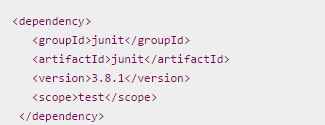 <dependency>
<groupId>junit</groupId>
<artifactId>junit</artifactId>
<version>3.8.1</version>
<scope>test</scope>
</dependency>